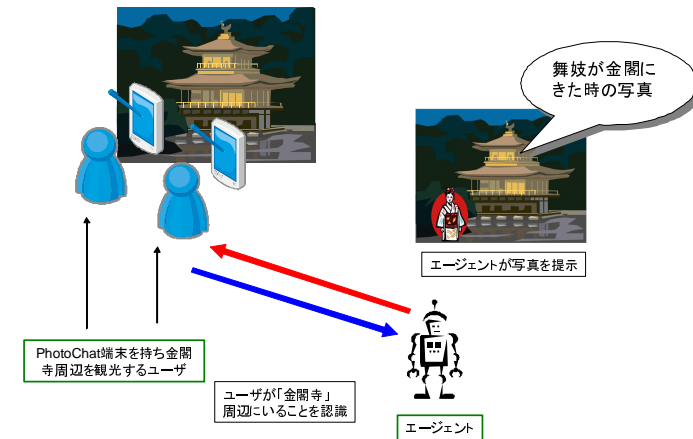 舞妓が金閣に
きた時の写真
エージェントが写真を提示
PhotoChat端末を持ち金閣
寺周辺を観光するユーザ
ユーザが「金閣寺」
周辺にいることを認識
エージェント